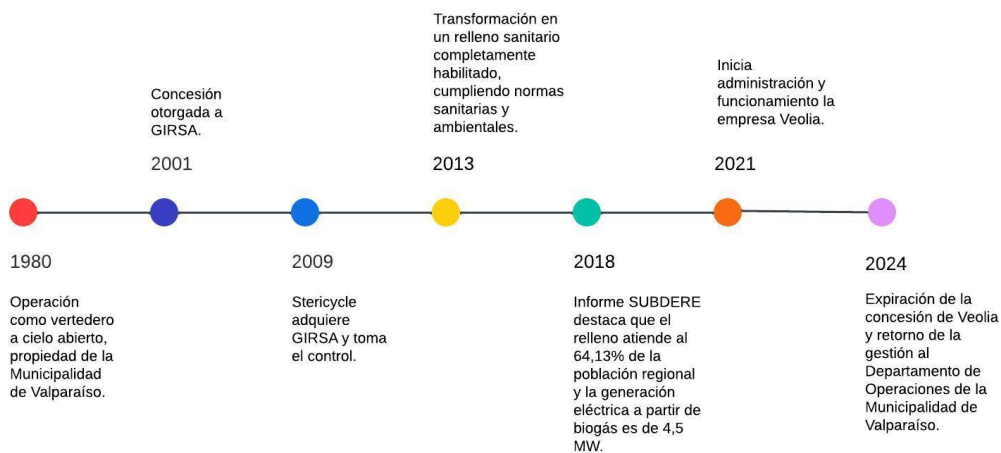 1980
Operación
como vertedero
a cielo abierto,
propiedad de la
Municipalidad
de Valparaíso.
Concesión
otorgada a
GIRSA.
2001
2009
Stericycle
adquiere
GIRSA y toma
el control.
Transformación en
un relleno sanitario
completamente
habilitado,
cumpliendo normas
sanitarias y
ambientales.
2013
2018
Informe SUBDERE
destaca que el
relleno atiende al
64,13% de la
población regional
y la generación
eléctrica a partir de
biogás es de 4,5
MW.
Inicia
administración y
funcionamiento la
empresa Veolia.
2021
2024
Expiración de la
concesión de Veolia
y retorno de la
gestión al
Departamento de
Operaciones de la
Municipalidad de
Valparaíso.